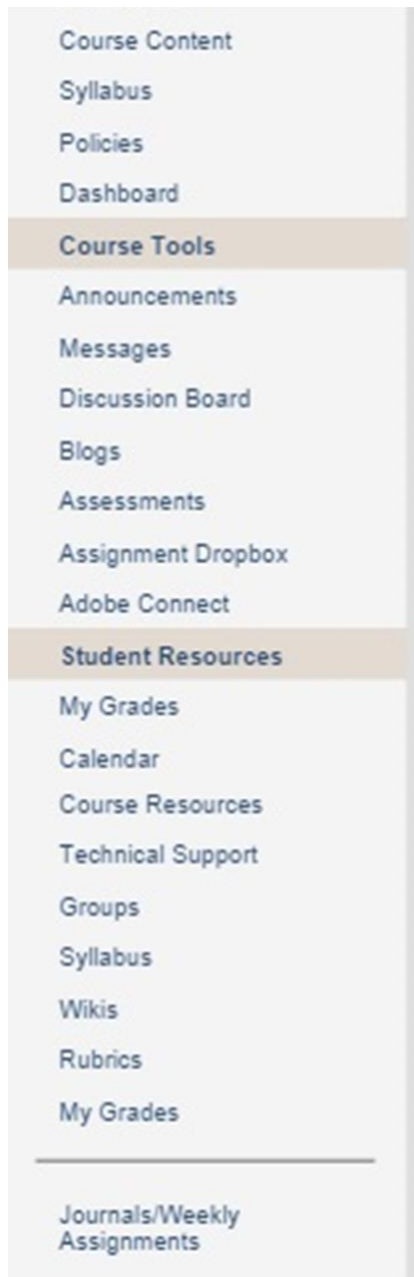 Course Content
Syllabus
Policies
Dashboard
Course Tools
Announcements
Messages
Discussion Board
Blogs
Assessments
Assignment Dropbox
Adobe Connect
Student Resources
My Grades
Calendar
Course Resources
Technical Support
Groups
Syllabus
Wikis
Rubrics
My Grades
Journals/Weekly
Assignments